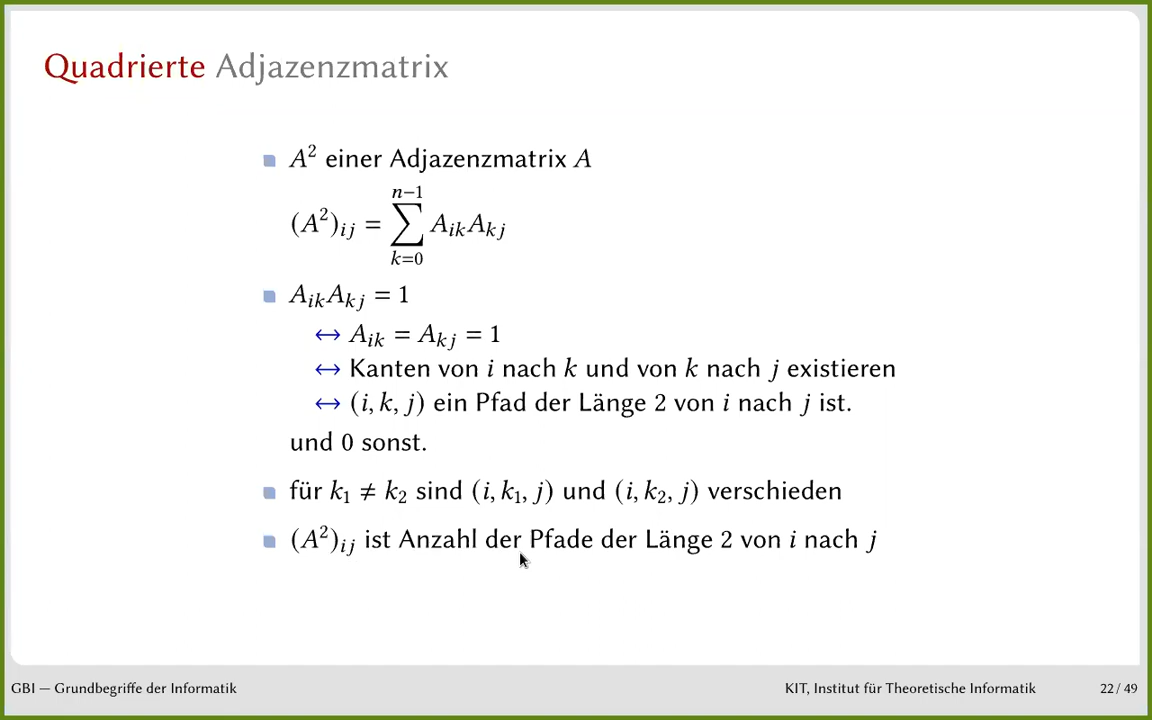 Quadrierte Adjazenzmatrix
A² einer Adjazenzmatrix A
n−1
(A²)ij = ∑ AikAkj
k=0
AikAkj = 1
↔ Aik = Akj = 1
↔ Kanten von i nach k und von k nach j existieren
↔ (i, k, j) ein Pfad der Länge 2 von i nach j ist.
und 0 sonst.
für k₁ ≠ k₂ sind (i, k₁, j) und (i, k₂, j) verschieden
(A²)ij ist Anzahl der Pfade der Länge 2 von i nach j
GBI — Grundbegriffe der Informatik
KIT, Institut für Theoretische Informatik
22 / 49